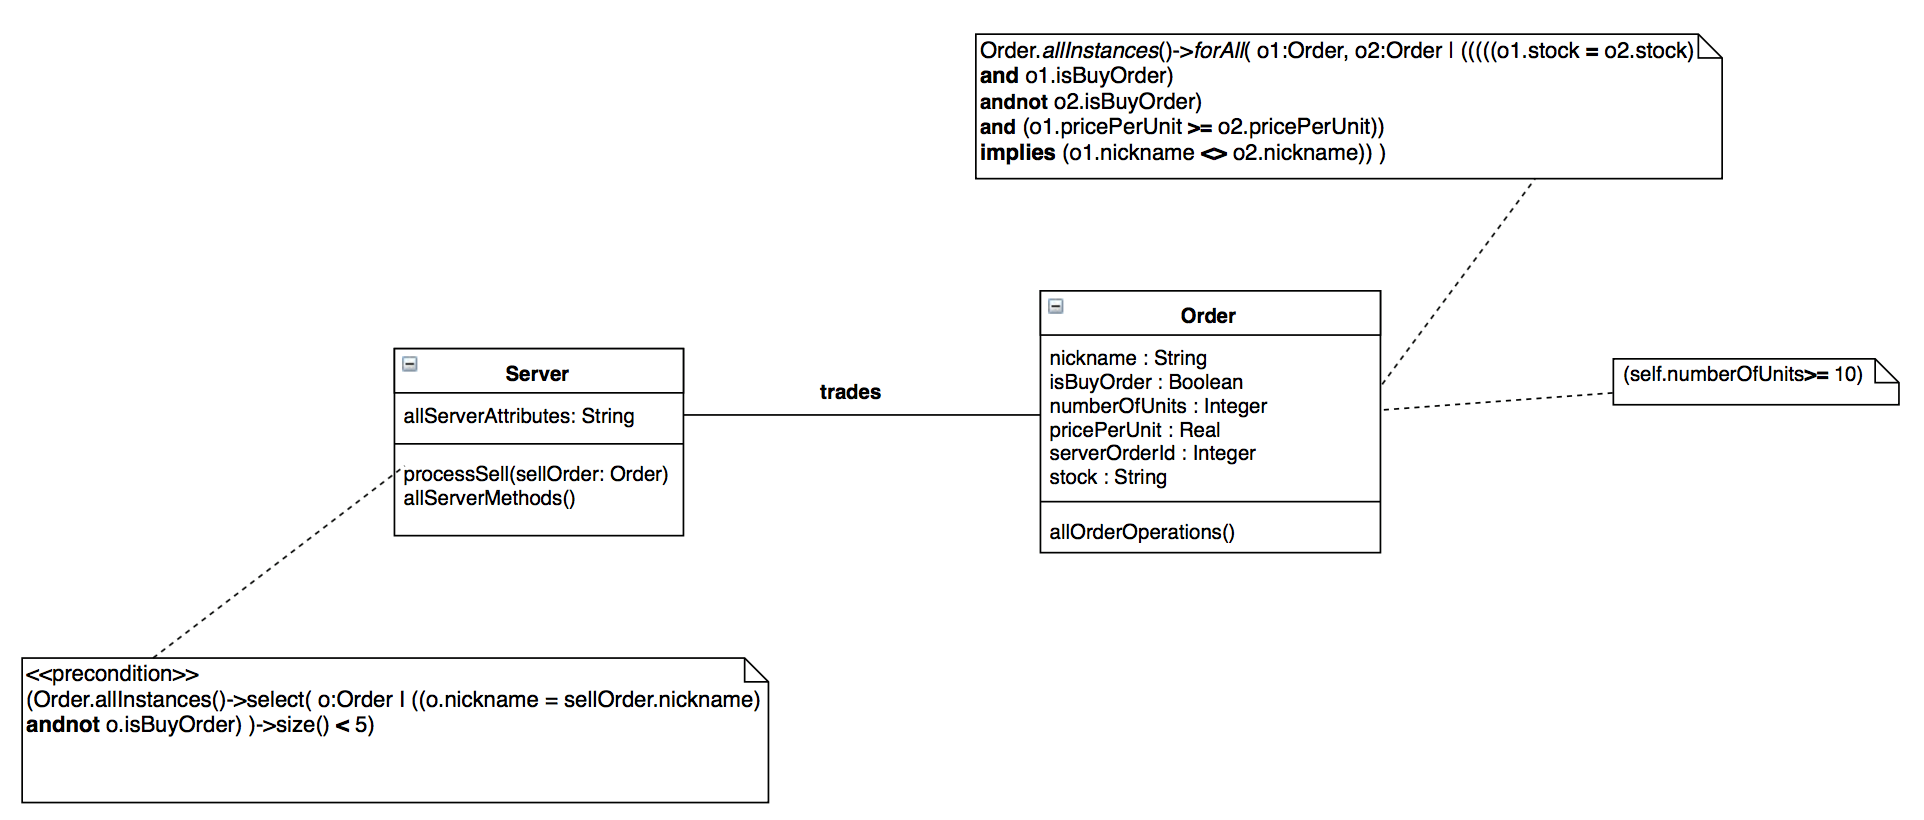 Order.allInstances()->forAll( o1:Order, o2:Order | (((((o1.stock = o2.stock)
and o1.isBuyOrder)
andnot o2.isBuyOrder)
and (o1.pricePerUnit >= o2.pricePerUnit))
implies (o1.nickname <> o2.nickname)) )
Order
nickname : String
isBuyOrder : Boolean
numberOfUnits : Integer
pricePerUnit : Real
serverOrderId : Integer
stock : String
allOrderOperations()
(self.numberOfUnits>= 10)
trades
Server
allServerAttributes: String
processSell(sellOrder: Order)
allServerMethods()
<<precondition>>
(Order.allInstances()->select( o:Order | ((o.nickname = sellOrder.nickname)
andnot o.isBuyOrder) )->size() < 5)